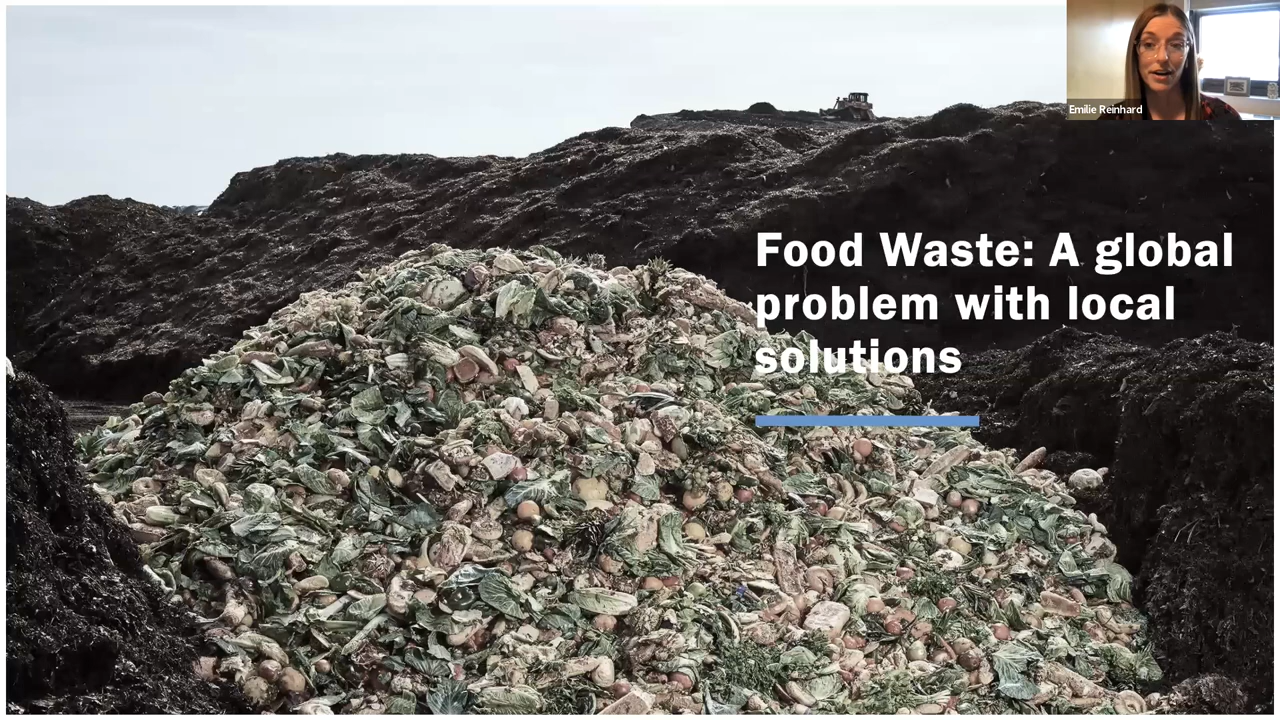 Emilie Reinhard
Food Waste: A global
problem with local
solutions